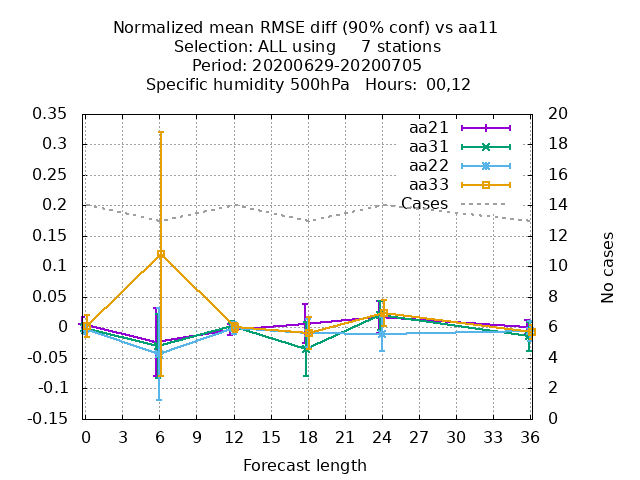 Normalized mean RMSE diff (90% conf) vs aa11
Selection: ALL using 7 stations
Period: 20200629-20200705
Specific humidity 500hPa Hours: 00,12
0.35
0.3
0.25
0.2
0.15
0.1
0.05
0
-0.05
-0.1
-0.15
20
18
16
14
12
10
8
6
4
2
0
aa21
aa31
aa22
aa33
Cases
No cases
0 3 6 9 12 15 18 21 24 27 30 33 36
Forecast length